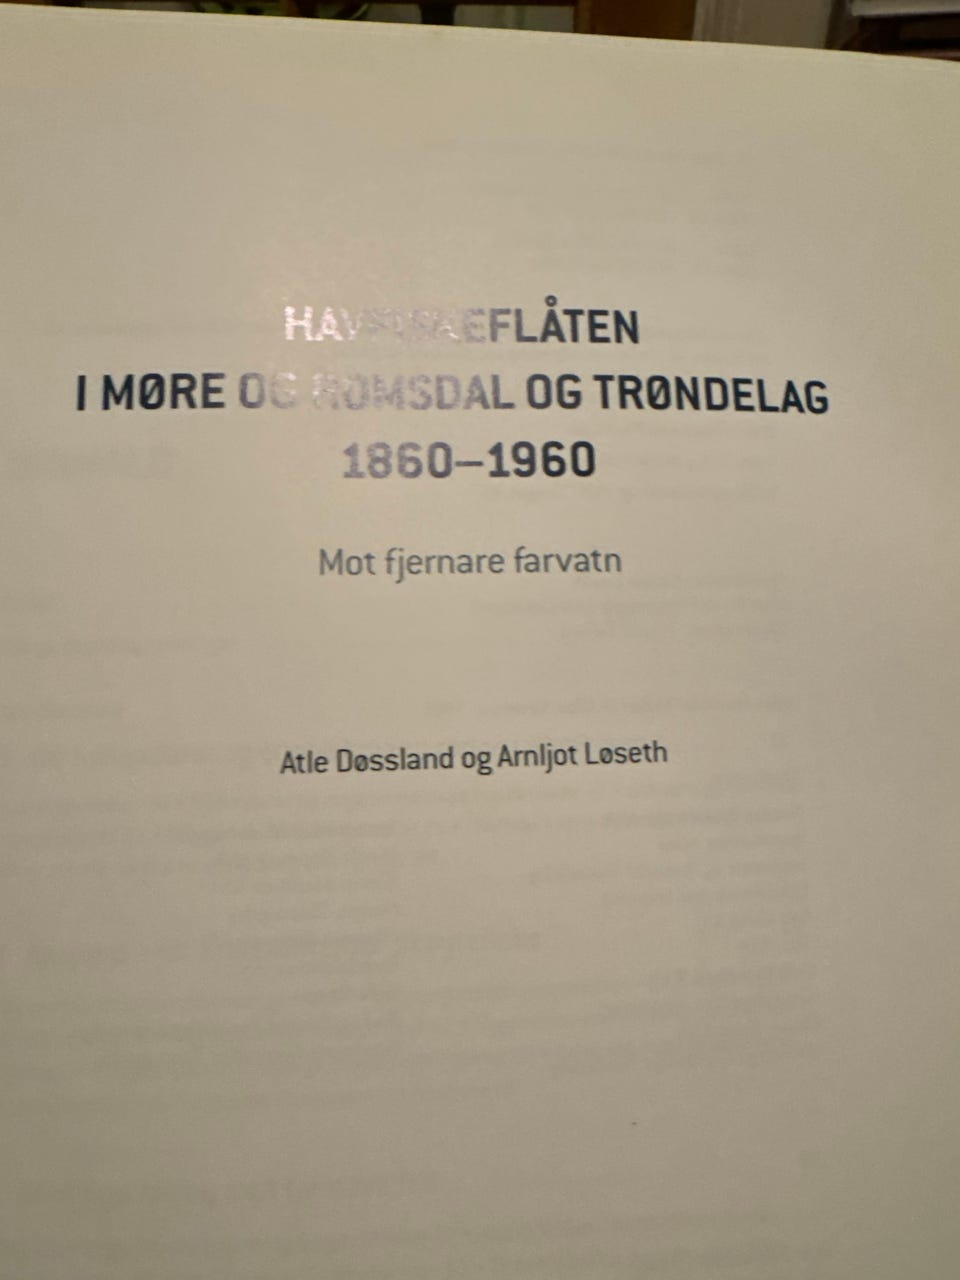 HAVFISKEFLÅTEN
I MØRE OG ROMSDAL OG TRØNDELAG
1860–1960
Mot fjernare farvatn
Atle Døssland og Arnljot Løseth